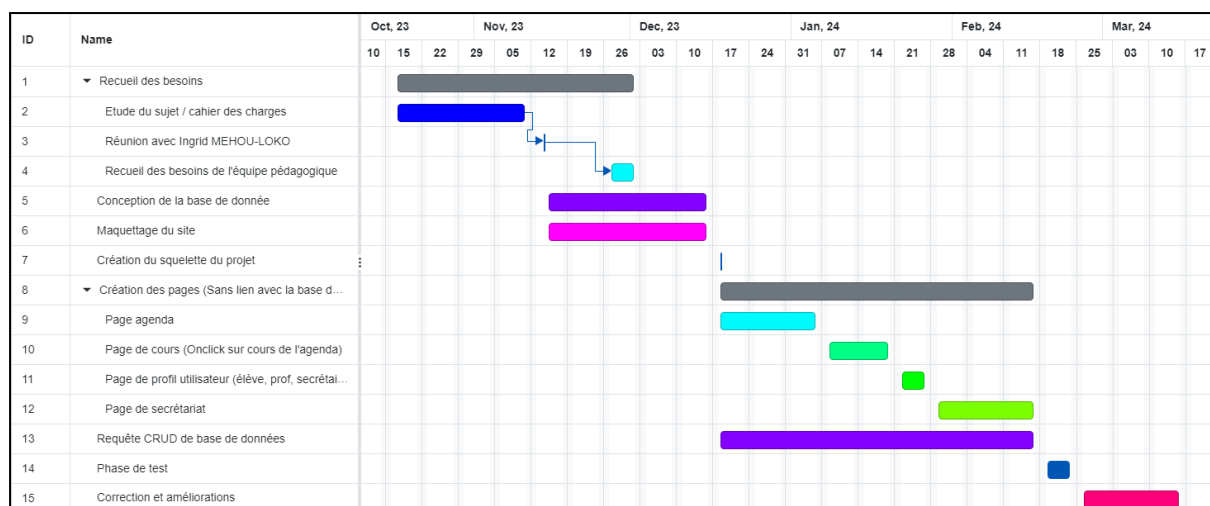 ID Name Oct, 23 Nov, 23 Dec, 23 Jan, 24 Feb, 24 Mar, 24
10 15 22 29 05 12 19 26 03 10 17 24 31 07 14 21 28 04 11 18 25 03 10 17
1 Recueil des besoins
2 Etude du sujet / cahier des charges
3 Réunion avec Ingrid MEHOU-LOKO
4 Recueil des besoins de l'équipe pédagogique
5 Conception de la base de donnée
6 Maquettage du site
7 Création du squelette du projet
8 Création des pages (Sans lien avec la base d...
9 Page agenda
10 Page de cours (Onclick sur cours de l'agenda)
11 Page de profil utilisateur (élève, prof, secrétai...
12 Page de secrétariat
13 Requête CRUD de base de données
14 Phase de test
15 Correction et améliorations